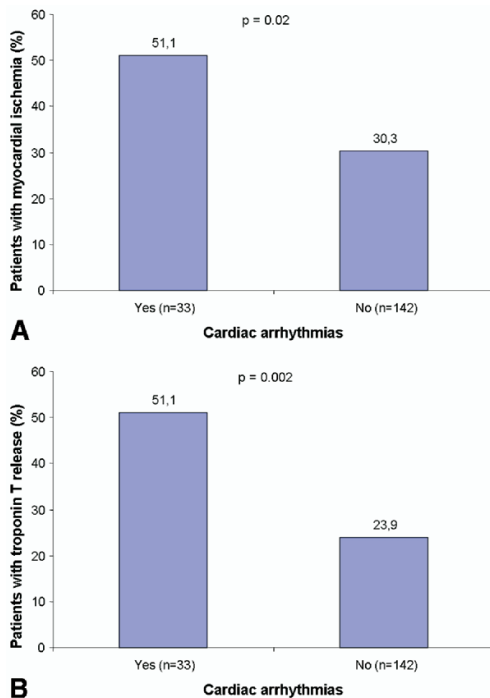 60
p = 0.02
51,1
50
40
30,3
30
20
10
0
Patients with myocardial ischemia (%)
Yes (n=33)
No (n=142)
A
Cardiac arrhythmias
60
p = 0.002
51,1
50
40
30
23,9
20
10
0
Patients with troponin T release (%)
Yes (n=33)
No (n=142)
B
Cardiac arrhythmias